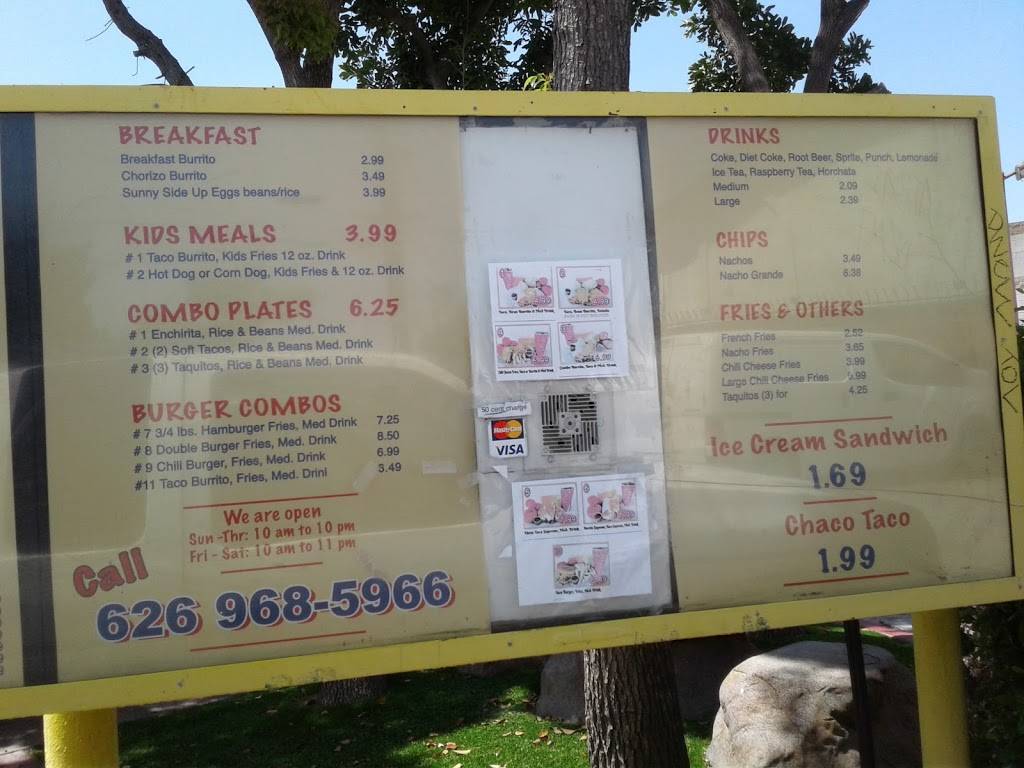 BREAKFAST
Breakfast Burrito 2.99
Chorizo Burrito 3.49
Sunny Side Up Eggs beans/rice 3.99
KIDS MEALS 3.99
# 1 Taco Burrito, Kids Fries 12 oz. Drink
# 2 Hot Dog or Corn Dog, Kids Fries & 12 oz. Drink
COMBO PLATES 6.25
# 1 Enchirita, Rice & Beans Med. Drink
# 2 (2) Soft Tacos, Rice & Beans Med. Drink
# 3 (3) Taquitos, Rice & Beans Med. Drink
BURGER COMBOS
# 7 3/4 lbs. Hamburger Fries, Med Drink 7.25
# 8 Double Burger Fries, Med. Drink 8.50
# 9 Chili Burger, Fries, Med. Drink 6.99
#11 Taco Burrito, Fries, Med. Drinl 3.49
We are open
Sun -Thr: 10 am to 10 pm
Fri - Sat: 10 am to 11 pm
Call
626 968-5966
50 cent charge
MasterCard
VISA
DRINKS
Coke, Diet Coke, Root Beer, Sprite, Punch, Lemonade
Ice Tea, Raspberry Tea, Horchata
Medium 2.09
Large 2.39
CHIPS
Nachos 3.49
Nacho Grande 6.38
FRIES & OTHERS
French Fries 2.52
Nacho Fries 3.65
Chili Cheese Fries 3.99
Large Chili Cheese Fries 5.99
Taquitos (3) for 4.25
Ice Cream Sandwich
1.69
Chaco Taco
1.99